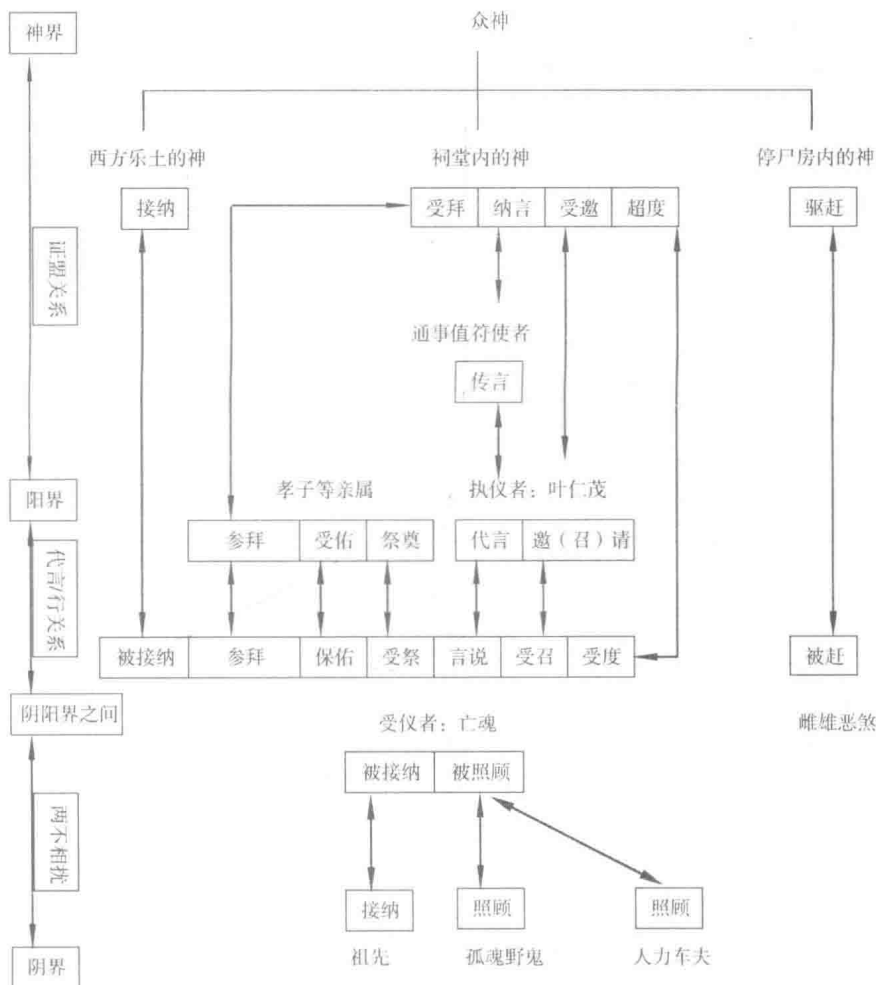 神界
众神
西方乐土的神 祠堂内的神 停尸房内的神
接纳 受拜 纳言 受邀 超度 驱赶
证盟关系
通事值符使者
传言
阳界 孝子等亲属 执仪者：叶仁茂
参拜 受佑 祭奠 代言 邀（召）请
代言/行关系
被接纳 参拜 保佑 受祭 言说 受召 受度 被赶
阴阳界之间 受仪者：亡魂 雌雄恶煞
被接纳 被照顾
两不相扰
接纳 照顾 照顾
阴界 祖先 孤魂野鬼 人力车夫